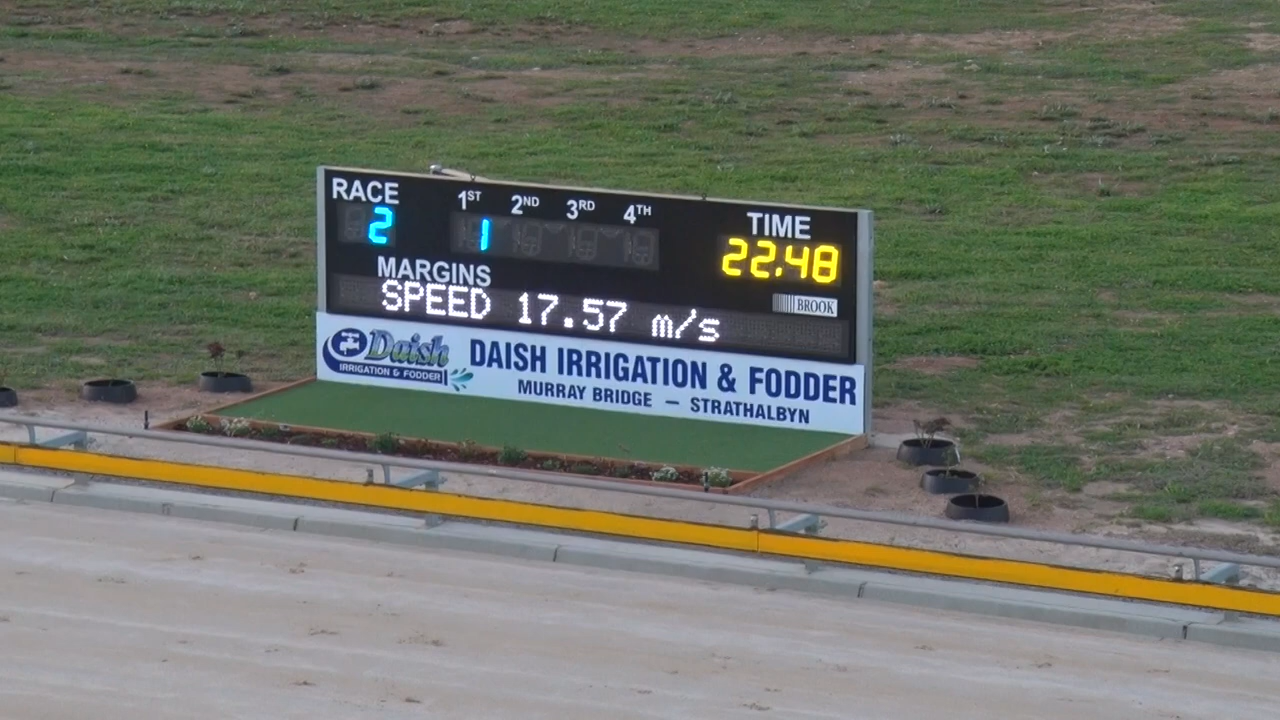 RACE 1ST 2ND 3RD 4TH TIME
2 1 22.48
MARGINS
BROOK
SPEED 17.57 m/s
Daish
IRRIGATION & FODDER
DAISH IRRIGATION & FODDER
MURRAY BRIDGE – STRATHALBYN